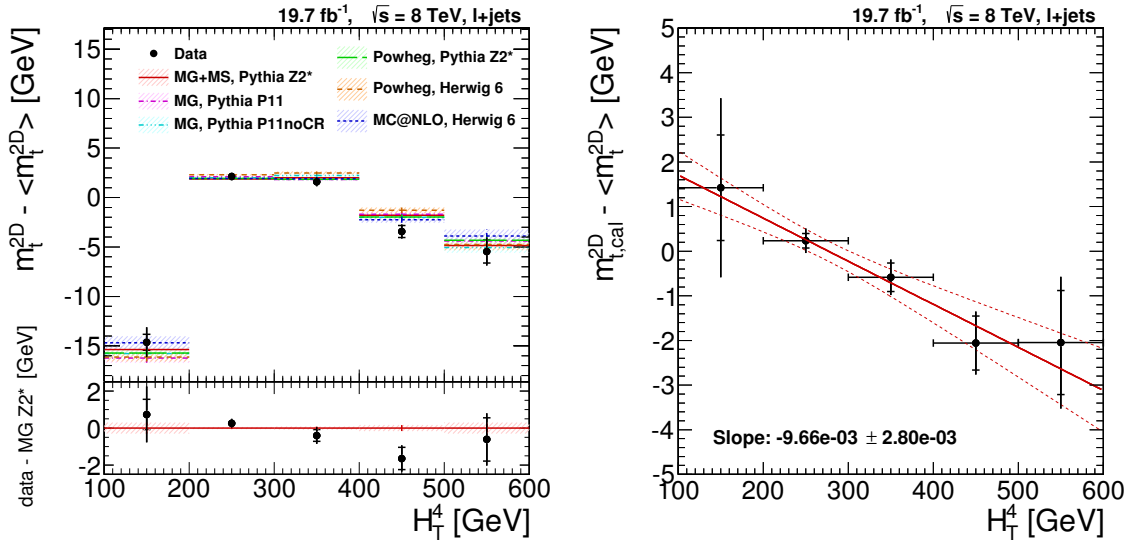 19.7 fb⁻¹, √s = 8 TeV, l+jets
m_t^2D - <m_t^2D> [GeV]
15
10
5
0
-5
-10
-15
Data
MG+MS, Pythia Z2*
MG, Pythia P11
MG, Pythia P11noCR
Powheg, Pythia Z2*
Powheg, Herwig 6
MC@NLO, Herwig 6
data - MG Z2* [GeV]
2
0
-2
100 200 300 400 500 600
H_T^4 [GeV]
19.7 fb⁻¹, √s = 8 TeV, l+jets
m_t,cal^2D - <m_t^2D> [GeV]
5
4
3
2
1
0
-1
-2
-3
-4
-5
Slope: -9.66e-03 ± 2.80e-03
100 200 300 400 500 600
H_T^4 [GeV]